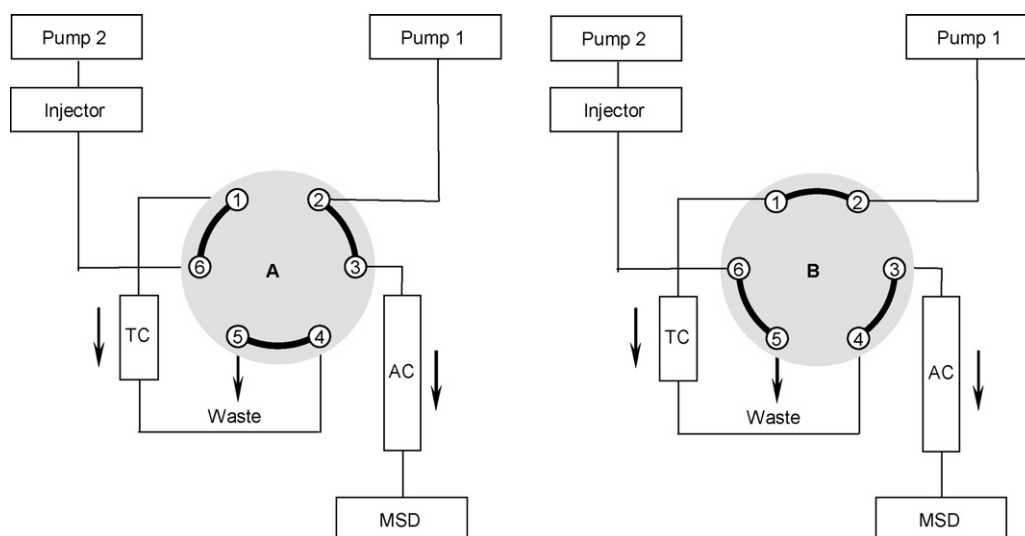 Pump 2
Pump 1
Injector
1
2
6
A
3
TC
5
4
AC
Waste
MSD
Pump 2
Pump 1
Injector
1
2
6
B
3
TC
5
4
AC
Waste
MSD